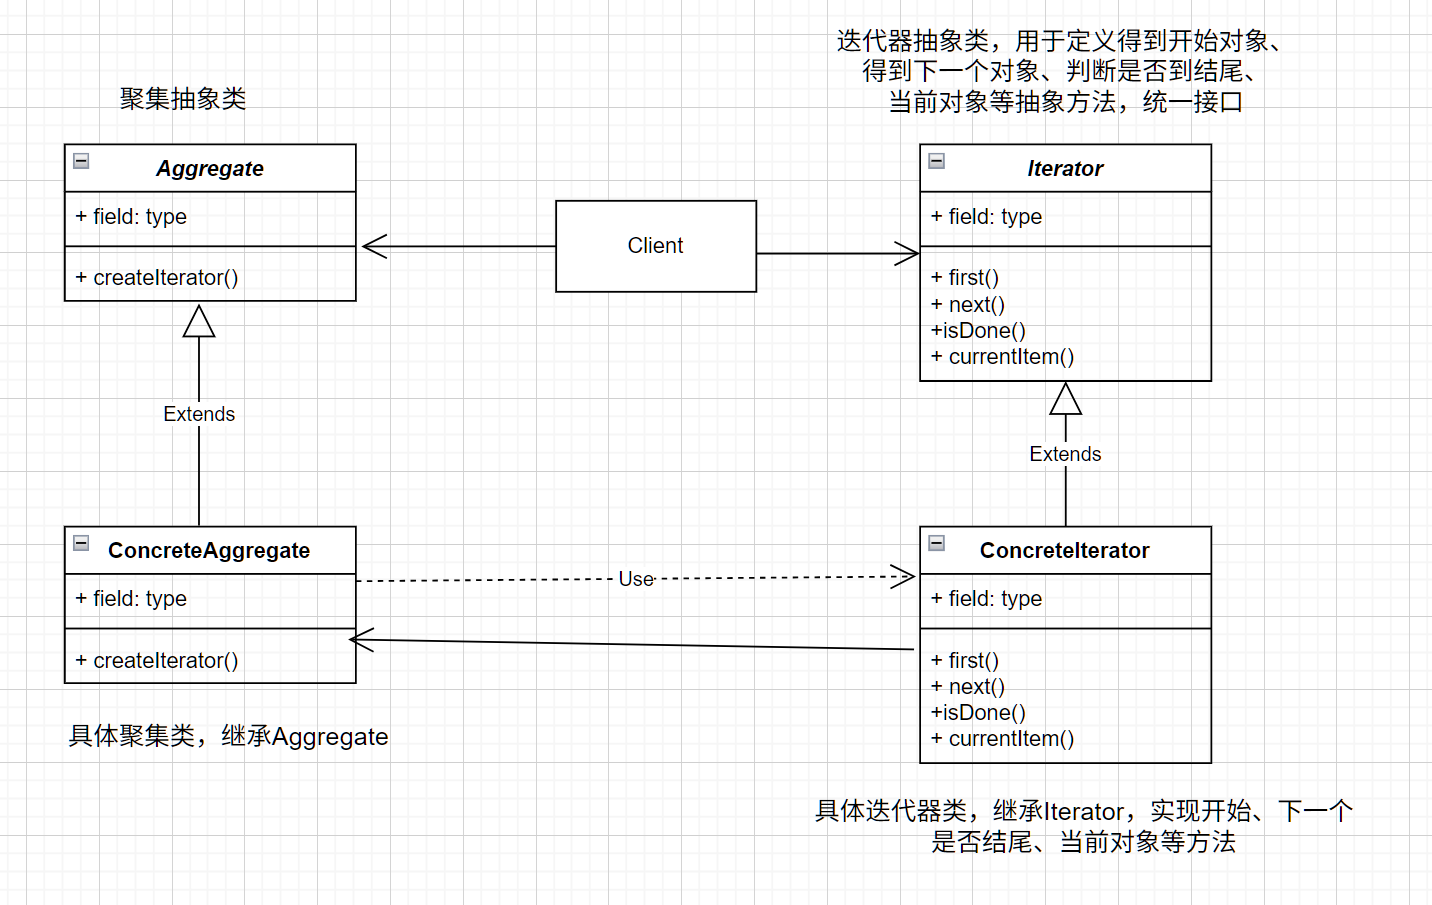 迭代器抽象类，用于定义得到开始对象、
得到下一个对象、判断是否到结尾、
当前对象等抽象方法，统一接口
聚集抽象类
Aggregate
+ field: type
+ createIterator()
Client
Iterator
+ field: type
+ first()
+ next()
+isDone()
+ currentItem()
Extends
Extends
ConcreteAggregate
+ field: type
+ createIterator()
Use
ConcreteIterator
+ field: type
+ first()
+ next()
+isDone()
+ currentItem()
具体聚集类，继承Aggregate
具体迭代器类，继承Iterator，实现开始、下一个
是否结尾、当前对象等方法